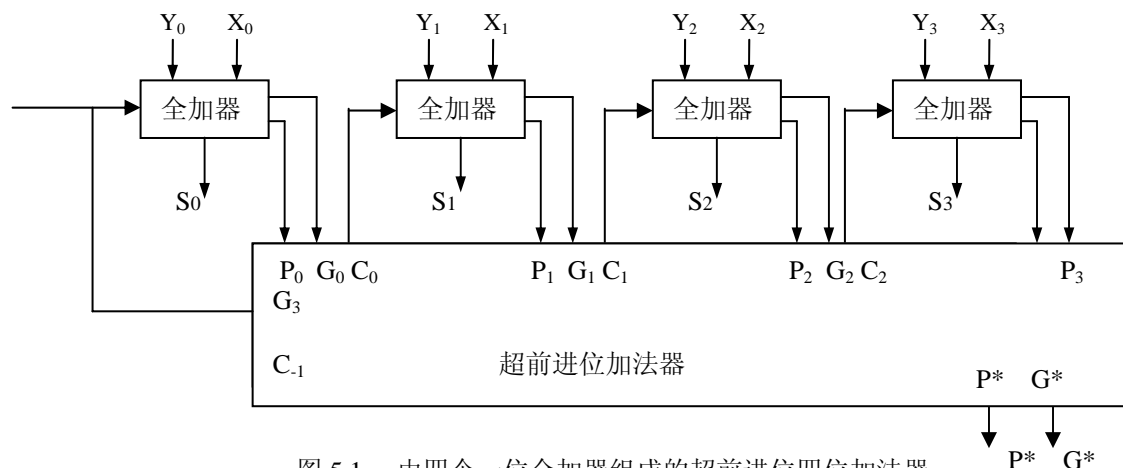 Y₀ X₀ Y₁ X₁ Y₂ X₂ Y₃ X₃
全加器 全加器 全加器 全加器
S0 S1 S2 S3
P₀ G₀ C₀ P₁ G₁ C₁ P₂ G₂ C₂ P₃
G₃
C₋₁ 超前进位加法器
P* G*
P* G*
图 5.1 由四个一位全加器组成的超前进位四位加法器